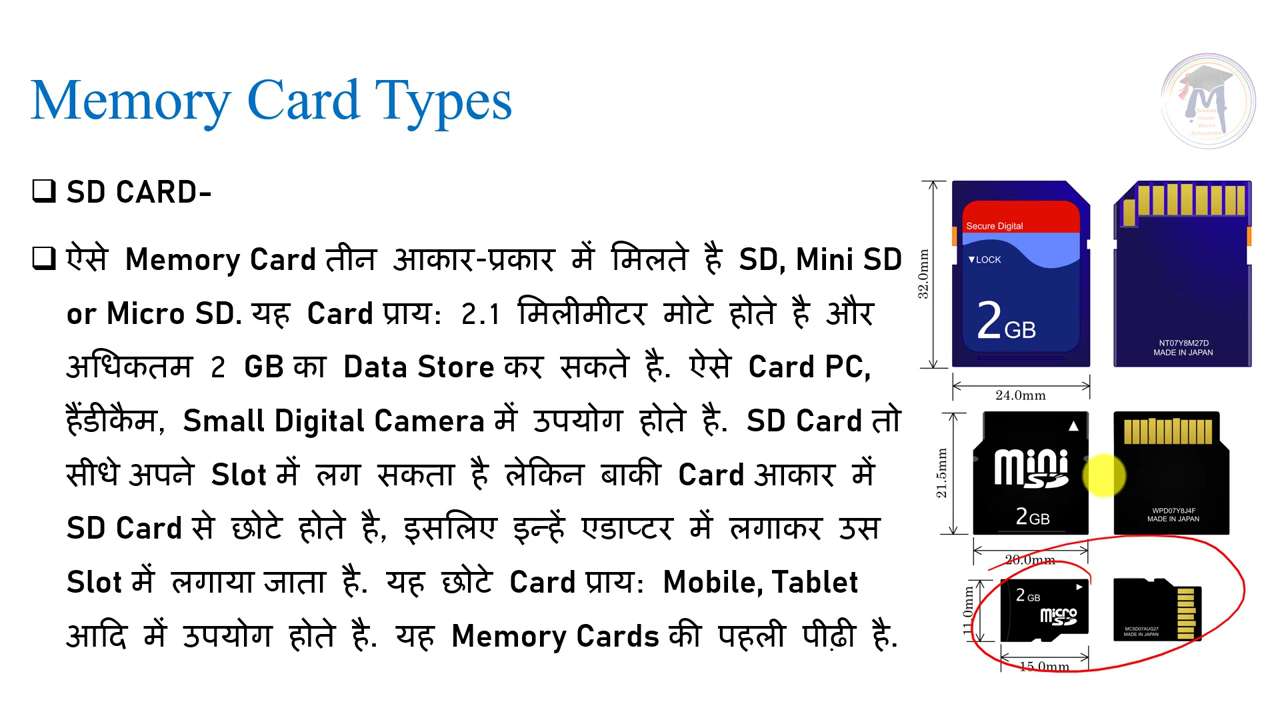 Memory Card Types
SD CARD-
ऐसे Memory Card तीन आकार-प्रकार में मिलते है SD, Mini SD
or Micro SD. यह Card प्राय: 2.1 मिलीमीटर मोटे होते है और
अधिकतम 2 GB का Data Store कर सकते है. ऐसे Card PC,
हैंडीकैम, Small Digital Camera में उपयोग होते है. SD Card तो
सीधे अपने Slot में लग सकता है लेकिन बाकी Card आकार में
SD Card से छोटे होते है, इसलिए इन्हें एडाप्टर में लगाकर उस
Slot में लगाया जाता है. यह छोटे Card प्राय: Mobile, Tablet
आदि में उपयोग होते है. यह Memory Cards की पहली पीढ़ी है.
32.0mm
Secure Digital
▼LOCK
2GB
NT07Y8M27D
MADE IN JAPAN
24.0mm
21.5mm
mini
SD
2GB
WPD07Y8J4F
MADE IN JAPAN
20.0mm
11.0mm
2 GB
micro
SD
MCSD07AUG27
MADE IN JAPAN
15.0mm